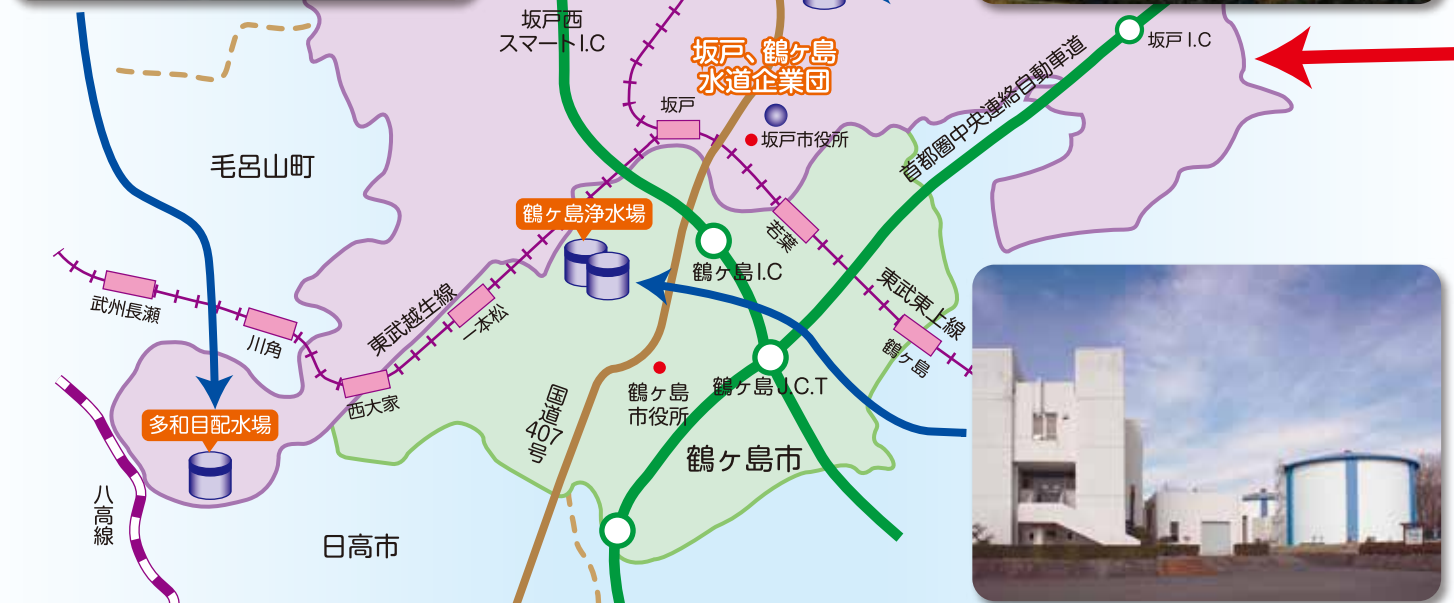 坂戸西
スマートI.C
坂戸、鶴ヶ島
水道企業団
坂戸 I.C
首都圏中央連絡自動車道
坂戸
坂戸市役所
毛呂山町
鶴ヶ島浄水場
若葉
鶴ヶ島I.C
東武東上線
鶴ヶ島
武州長瀬
川角
東武越生線
一本松
西大家
鶴ヶ島
市役所
鶴ヶ島 J.C.T
国道407号
多和目配水場
鶴ヶ島市
八高線
日高市